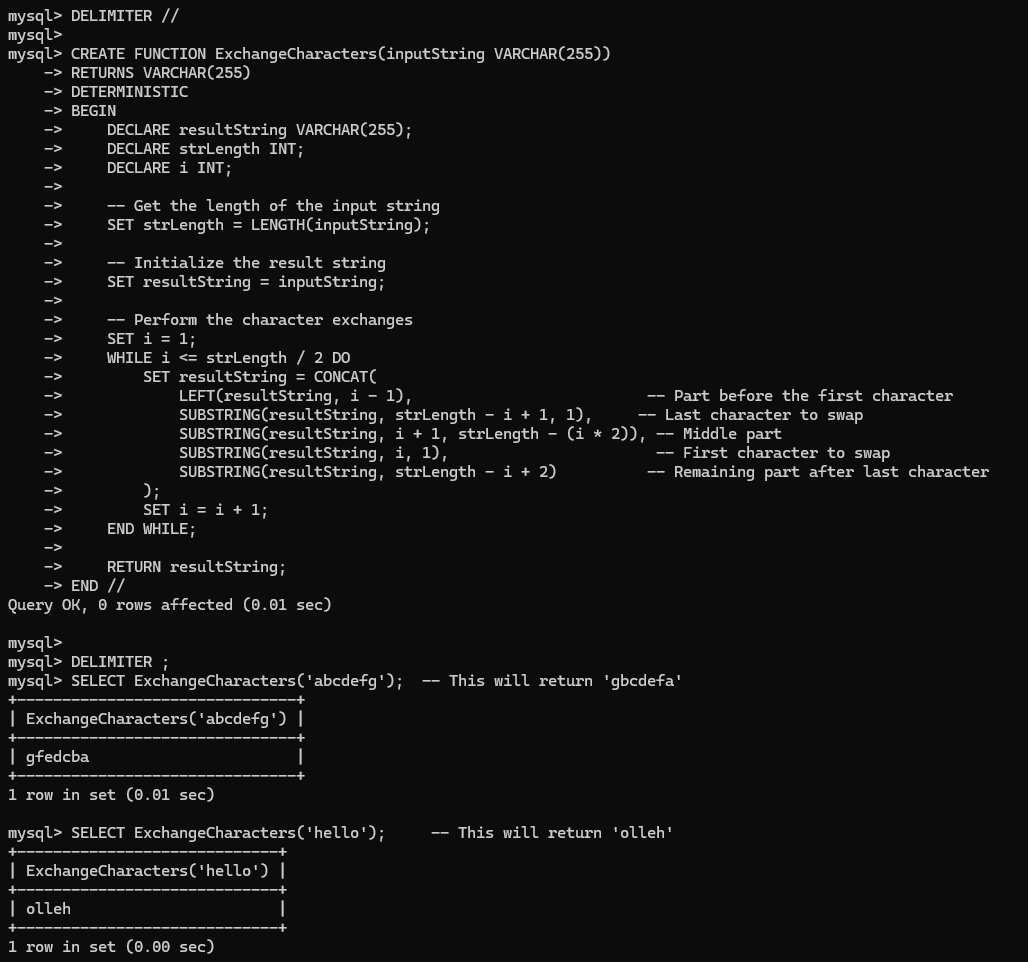 mysql> DELIMITER //
mysql>
mysql> CREATE FUNCTION ExchangeCharacters(inputString VARCHAR(255))
    -> RETURNS VARCHAR(255)
    -> DETERMINISTIC
    -> BEGIN
    ->     DECLARE resultString VARCHAR(255);
    ->     DECLARE strLength INT;
    ->     DECLARE i INT;
    ->
    ->     -- Get the length of the input string
    ->     SET strLength = LENGTH(inputString);
    ->
    ->     -- Initialize the result string
    ->     SET resultString = inputString;
    ->
    ->     -- Perform the character exchanges
    ->     SET i = 1;
    ->     WHILE i <= strLength / 2 DO
    ->         SET resultString = CONCAT(
    ->             LEFT(resultString, i - 1),                          -- Part before the first character
    ->             SUBSTRING(resultString, strLength - i + 1, 1),     -- Last character to swap
    ->             SUBSTRING(resultString, i + 1, strLength - (i * 2)), -- Middle part
    ->             SUBSTRING(resultString, i, 1),                       -- First character to swap
    ->             SUBSTRING(resultString, strLength - i + 2)          -- Remaining part after last character
    ->         );
    ->         SET i = i + 1;
    ->     END WHILE;
    ->
    ->     RETURN resultString;
    -> END //
Query OK, 0 rows affected (0.01 sec)

mysql>
mysql> DELIMITER ;
mysql> SELECT ExchangeCharacters('abcdefg');  -- This will return 'gbcdefa'
+-------------------------------+
| ExchangeCharacters('abcdefg') |
+-------------------------------+
| gfedcba                       |
+-------------------------------+
1 row in set (0.01 sec)

mysql> SELECT ExchangeCharacters('hello');     -- This will return 'olleh'
+-----------------------------+
| ExchangeCharacters('hello') |
+-----------------------------+
| olleh                       |
+-----------------------------+
1 row in set (0.00 sec)